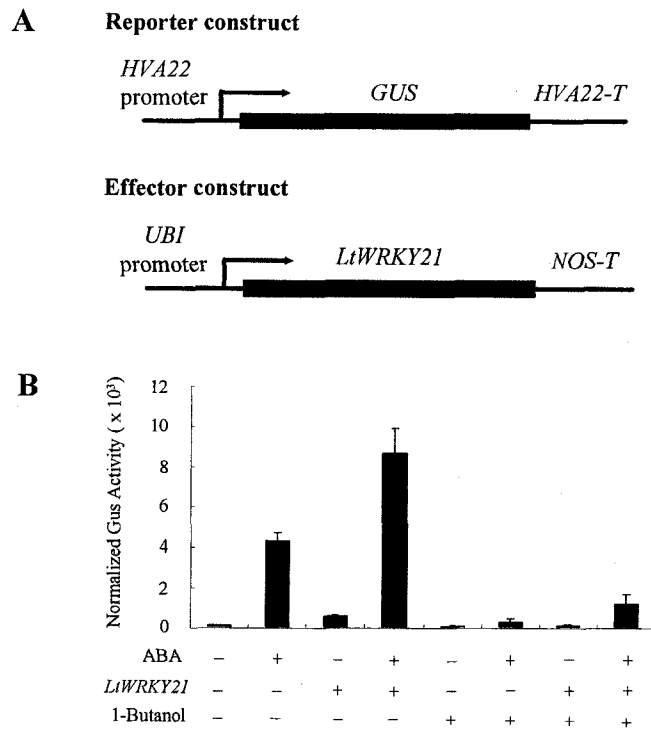 A
Reporter construct
HVA22
promoter
GUS
HVA22-T
Effector construct
UBI
promoter
LtWRKY21
NOS-T
B
Normalized Gus Activity ( x 10³)
12
10
8
6
4
2
0
ABA − + − + − + − +
LtWRKY21 − − + + − − + +
1-Butanol − − − − + + + +